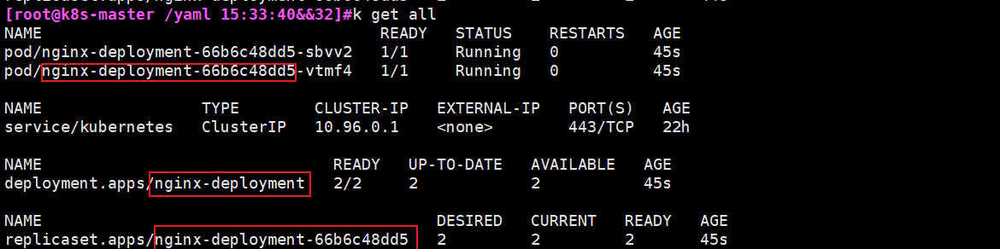 [root@k8s-master /yaml 15:33:40&&32]#k get all
NAME READY STATUS RESTARTS AGE
pod/nginx-deployment-66b6c48dd5-sbvv2 1/1 Running 0 45s
pod/nginx-deployment-66b6c48dd5-vtmf4 1/1 Running 0 45s
NAME TYPE CLUSTER-IP EXTERNAL-IP PORT(S) AGE
service/kubernetes ClusterIP 10.96.0.1 <none> 443/TCP 22h
NAME READY UP-TO-DATE AVAILABLE AGE
deployment.apps/nginx-deployment 2/2 2 2 45s
NAME DESIRED CURRENT READY AGE
replicaset.apps/nginx-deployment-66b6c48dd5 2 2 2 45s